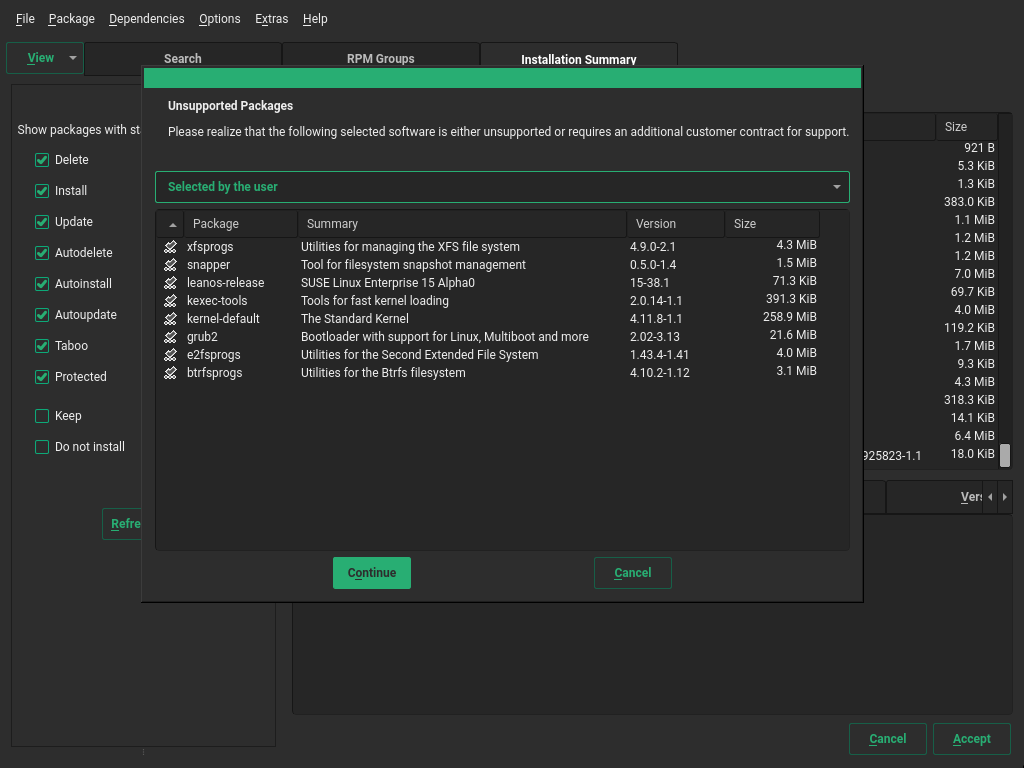 File Package Dependencies Options Extras Help
View Search RPM Groups Installation Summary
Unsupported Packages
Please realize that the following selected software is either unsupported or requires an additional customer contract for support.
Selected by the user
Package Summary Version Size
xfsprogs Utilities for managing the XFS file system 4.9.0-2.1 4.3 MiB
snapper Tool for filesystem snapshot management 0.5.0-1.4 1.5 MiB
leanos-release SUSE Linux Enterprise 15 Alpha0 15-38.1 71.3 KiB
kexec-tools Tools for fast kernel loading 2.0.14-1.1 391.3 KiB
kernel-default The Standard Kernel 4.11.8-1.1 258.9 MiB
grub2 Bootloader with support for Linux, Multiboot and more 2.02-3.13 21.6 MiB
e2fsprogs Utilities for the Second Extended File System 1.43.4-1.41 4.0 MiB
btrfsprogs Utilities for the Btrfs filesystem 4.10.2-1.12 3.1 MiB
Continue Cancel
Show packages with st
Delete
Install
Update
Autodelete
Autoinstall
Autoupdate
Taboo
Protected
Keep
Do not install
Refre
Size
921 B
5.3 KiB
1.3 KiB
383.0 KiB
1.1 MiB
1.2 MiB
1.2 MiB
7.0 MiB
69.7 KiB
4.0 MiB
119.2 KiB
1.7 MiB
9.3 KiB
4.3 MiB
318.3 KiB
14.1 KiB
6.4 MiB
925823-1.1 18.0 KiB
Vers
Cancel Accept